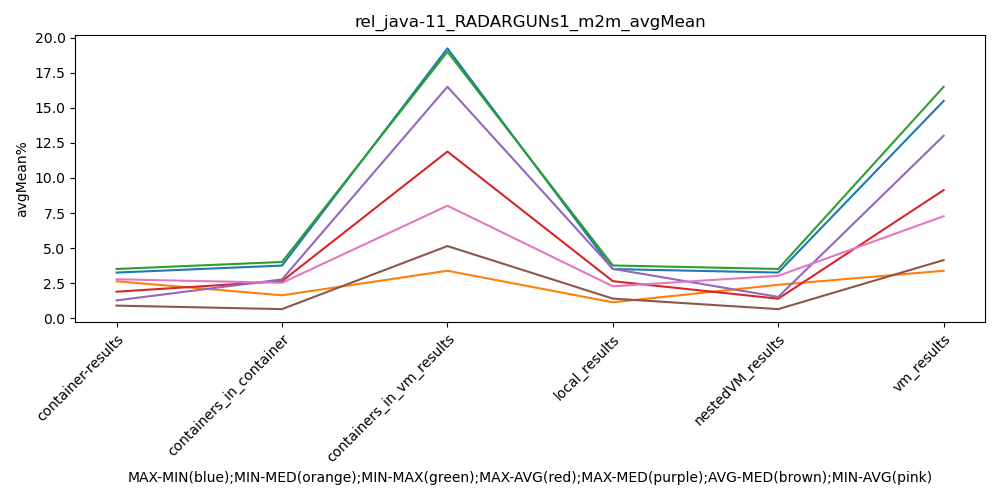 rel_java-11_RADARGUNs1_m2m_avgMean
avgMean%
20.0
17.5
15.0
12.5
10.0
7.5
5.0
2.5
0.0
container-results
containers_in_container
containers_in_vm_results
local_results
nestedVM_results
vm_results
MAX-MIN(blue);MIN-MED(orange);MIN-MAX(green);MAX-AVG(red);MAX-MED(purple);AVG-MED(brown);MIN-AVG(pink)